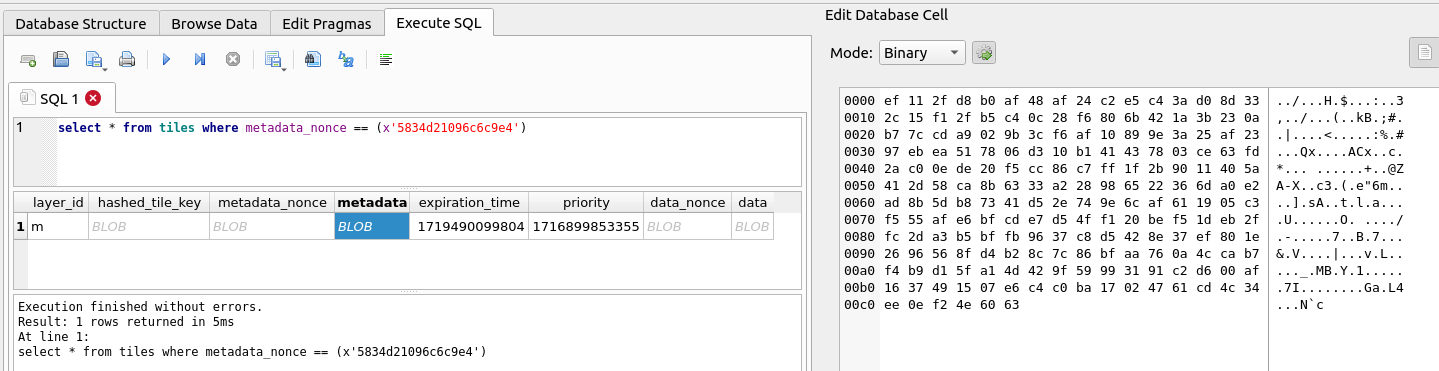 Database Structure Browse Data Edit Pragmas Execute SQL
SQL 1
1 select * from tiles where metadata_nonce == (x'5834d21096c6c9e4')
layer_id hashed_tile_key metadata_nonce metadata expiration_time priority data_nonce data
1 m BLOB BLOB BLOB 1719490099804 1716899853355 BLOB BLOB
Execution finished without errors.
Result: 1 rows returned in 5ms
At line 1:
select * from tiles where metadata_nonce == (x'5834d21096c6c9e4')
Edit Database Cell
Mode: Binary
0000 ef 11 2f d8 b0 af 48 af 24 c2 e5 c4 3a d0 8d 33 ../...H.$...:..3
0010 2c 15 f1 2f b5 c4 0c 28 f6 80 6b 42 1a 3b 23 0a ,../...(..kB.;#.
0020 b7 7c cd a9 02 9b 3c f6 af 10 89 9e 3a 25 af 23 .|....<.....:%.#
0030 97 eb ea 51 78 06 d3 10 b1 41 43 78 03 ce 63 fd ...Qx....ACx..c.
0040 2a c0 0e de 20 f5 cc 86 c7 ff 1f 2b 90 11 40 5a *... ......+..@Z
0050 41 2d 58 ca 8b 63 33 a2 28 98 65 22 36 6d a0 e2 A-X..c3.(.e"6m..
0060 ad 8b 5d b8 73 41 d5 2e 74 9e 6c af 61 19 05 c3 ..].sA..t.l.a...
0070 f5 55 af e6 bf cd e7 d5 4f f1 20 be f5 1d eb 2f .U......O. ..../
0080 fc 2d a3 b5 bf fb 96 37 c8 d5 42 8e 37 ef 80 1e .-.....7..B.7...
0090 26 96 56 8f d4 b2 8c 7c 86 bf aa 76 0a 4c ca b7 &.V....|...v.L..
00a0 f4 b9 d1 5f a1 4d 42 9f 59 99 31 91 c2 d6 00 af ..._.MB.Y.1.....
00b0 16 37 49 15 07 e6 c4 c0 ba 17 02 47 61 cd 4c 34 .7I........Ga.L4
00c0 ee 0e f2 4e 60 63 ...N`c